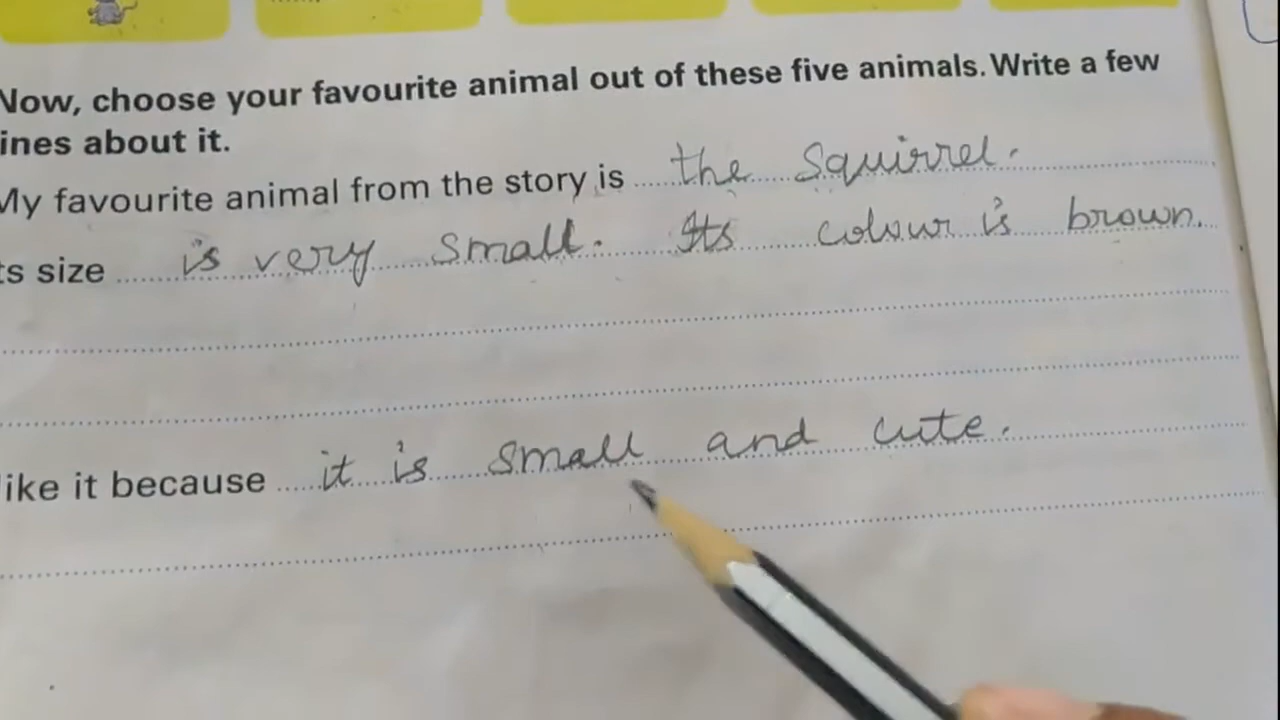 Now, choose your favourite animal out of these five animals. Write a few
ines about it.
My favourite animal from the story is the Squirrel.
ts size is very small. Its colour is brown.
like it because it is small and cute.